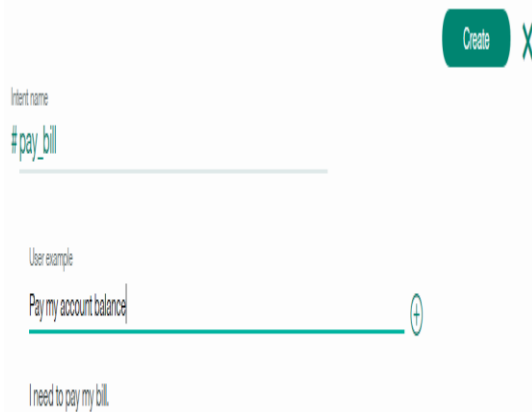 Create
Intent name
#pay_bill
User example
Pay my account balance
I need to pay my bill.